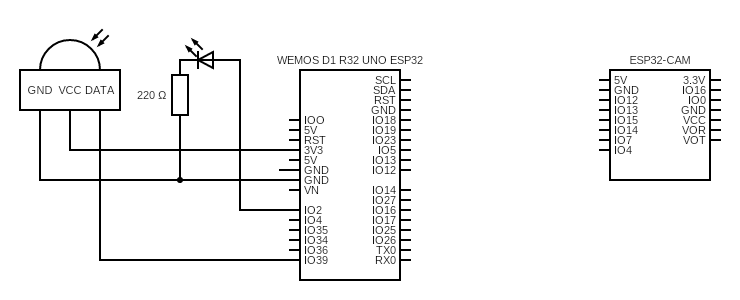 WEMOS D1 R32 UNO ESP32
ESP32-CAM
GND VCC DATA
220 Ω
IOO
5V
RST
3V3
5V
GND
GND
VN
IO2
IO4
IO35
IO34
IO36
IO39
SCL
SDA
RST
GND
IO18
IO19
IO23
IO5
IO13
IO12
IO14
IO27
IO16
IO17
IO25
IO26
TX0
RX0
5V
GND
IO12
IO13
IO15
IO14
IO7
IO4
3.3V
IO16
IO0
GND
VCC
VOR
VOT